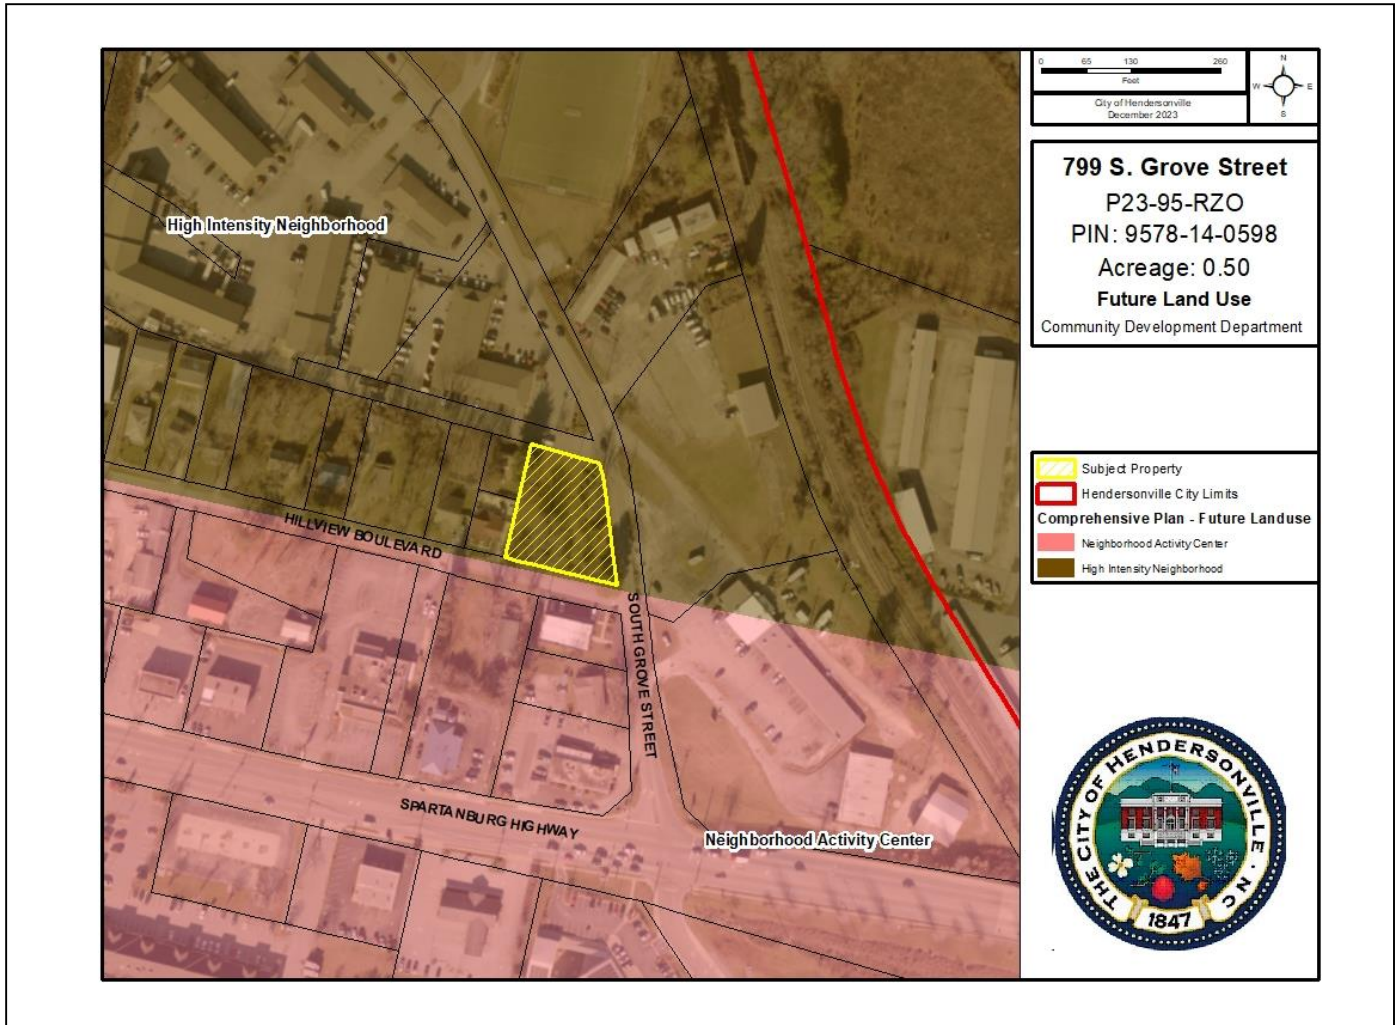 0 65 130 260
Feet
City of Hendersonville
December 2023
N
W E
S
799 S. Grove Street
P23-95-RZO
PIN: 9578-14-0598
Acreage: 0.50
Future Land Use
Community Development Department
High Intensity Neighborhood
HILLVIEW BOULEVARD
SOUTH GROVE STREET
SPARTANBURG HIGHWAY
Neighborhood Activity Center
Subject Property
Hendersonville City Limits
Comprehensive Plan - Future Landuse
Neighborhood Activity Center
High Intensity Neighborhood
THE CITY OF HENDERSONVILLE · NC
1847